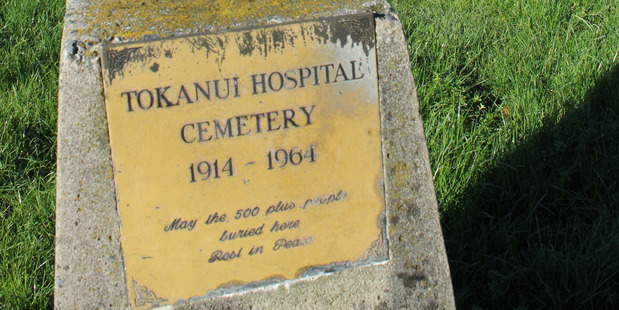 TOKANUI HOSPITAL
CEMETERY
1914 - 1964
May the 500 plus people
buried here
Rest in Peace